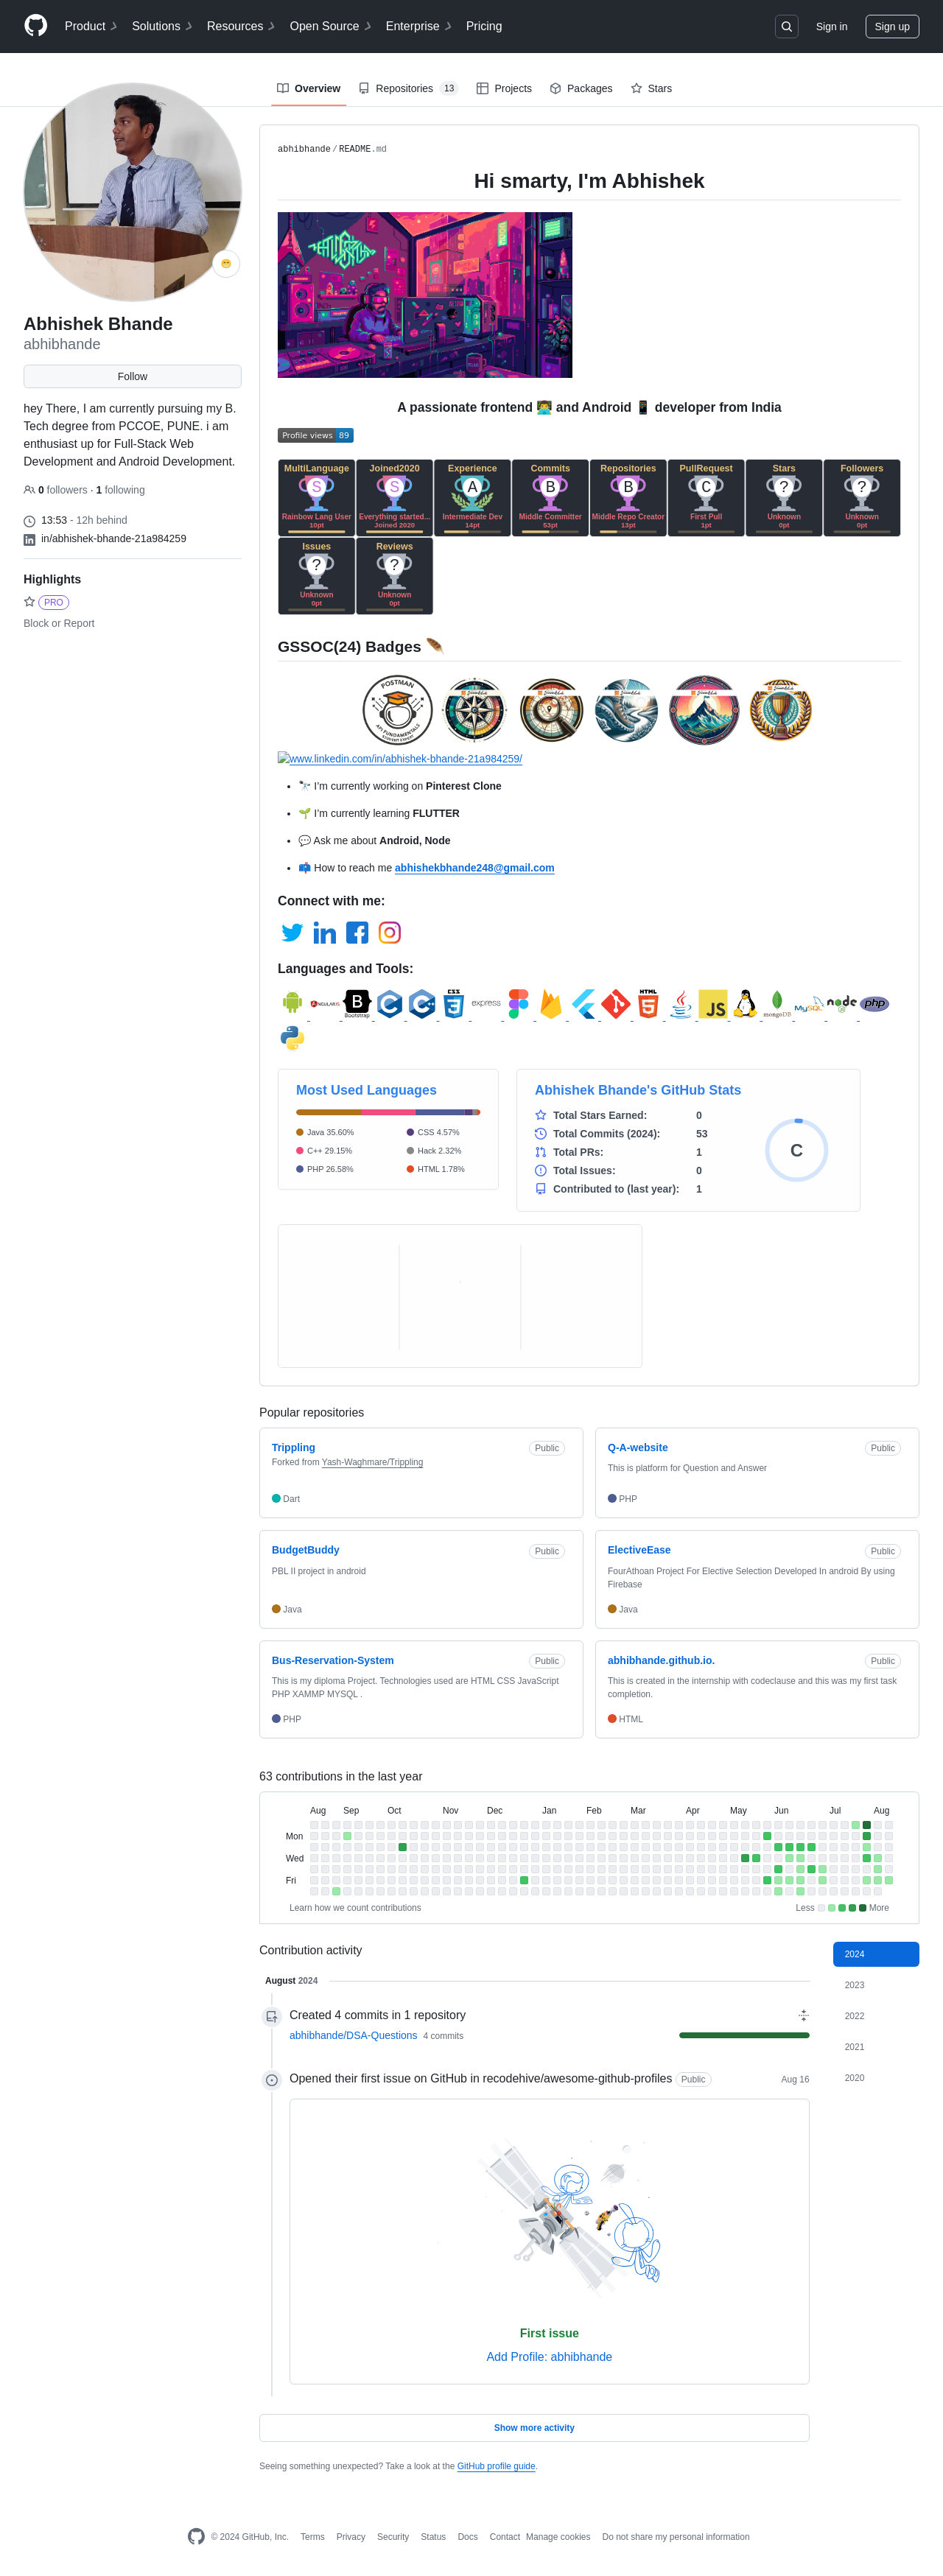 Product Solutions Resources Open Source Enterprise Pricing
Sign in Sign up
Overview Repositories 13 Projects Packages Stars
Abhishek Bhande
abhibhande
Follow
hey There, I am currently pursuing my B.
Tech degree from PCCOE, PUNE. i am
enthusiast up for Full-Stack Web
Development and Android Development.
0 followers · 1 following
13:53 - 12h behind
in/abhishek-bhande-21a984259
Highlights
PRO
Block or Report
abhibhande/README.md
Hi smarty, I'm Abhishek
A passionate frontend 👨‍💻 and Android 📱 developer from India
Profile views 89
MultiLanguage Joined2020 Experience Commits Repositories PullRequest Stars Followers
S S A B B C ? ?
Rainbow Lang User Everything started... Intermediate Dev Middle Committer Middle Repo Creator First Pull Unknown Unknown
10pt Joined 2020 14pt 53pt 13pt 1pt 0pt 0pt
Issues Reviews
? ?
Unknown Unknown
0pt 0pt
GSSOC(24) Badges 🪶
POSTMAN
API FUNDAMENTALS
STUDENT EXPERT
www.linkedin.com/in/abhishek-bhande-21a984259/
• 🔭 I'm currently working on Pinterest Clone
• 🌱 I'm currently learning FLUTTER
• 💬 Ask me about Android, Node
• 📫 How to reach me abhishekbhande248@gmail.com
Connect with me:
Languages and Tools:
ANGULARJS B Bootstrap C C++ CSS 3 express HTML 5 Java JS mongoDB MySQL node php
Most Used Languages
Java 35.60% CSS 4.57%
C++ 29.15% Hack 2.32%
PHP 26.58% HTML 1.78%
Abhishek Bhande's GitHub Stats
Total Stars Earned: 0
Total Commits (2024): 53
Total PRs: 1
Total Issues: 0
Contributed to (last year): 1
C
Popular repositories
Trippling Public
Forked from Yash-Waghmare/Trippling
Dart
Q-A-website Public
This is platform for Question and Answer
PHP
BudgetBuddy Public
PBL II project in android
Java
ElectiveEase Public
FourAthoan Project For Elective Selection Developed In android By using
Firebase
Java
Bus-Reservation-System Public
This is my diploma Project. Technologies used are HTML CSS JavaScript
PHP XAMMP MYSQL .
PHP
abhibhande.github.io. Public
This is created in the internship with codeclause and this was my first task
completion.
HTML
63 contributions in the last year
Aug Sep Oct Nov Dec Jan Feb Mar Apr May Jun Jul Aug
Mon
Wed
Fri
Learn how we count contributions Less More
Contribution activity
2024
2023
2022
2021
2020
August 2024
Created 4 commits in 1 repository
abhibhande/DSA-Questions 4 commits
Opened their first issue on GitHub in recodehive/awesome-github-profiles Public Aug 16
First issue
Add Profile: abhibhande
Show more activity
Seeing something unexpected? Take a look at the GitHub profile guide.
© 2024 GitHub, Inc. Terms Privacy Security Status Docs Contact Manage cookies Do not share my personal information